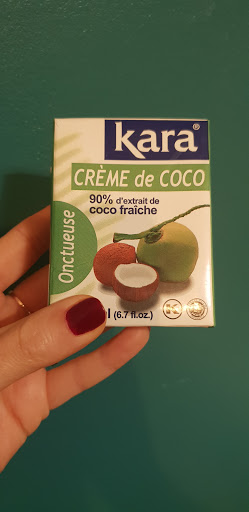 kara®
CRÈME de COCO
90% d'extrait de
coco fraîche
Onctueuse
l (6.7 fl.oz.)
K